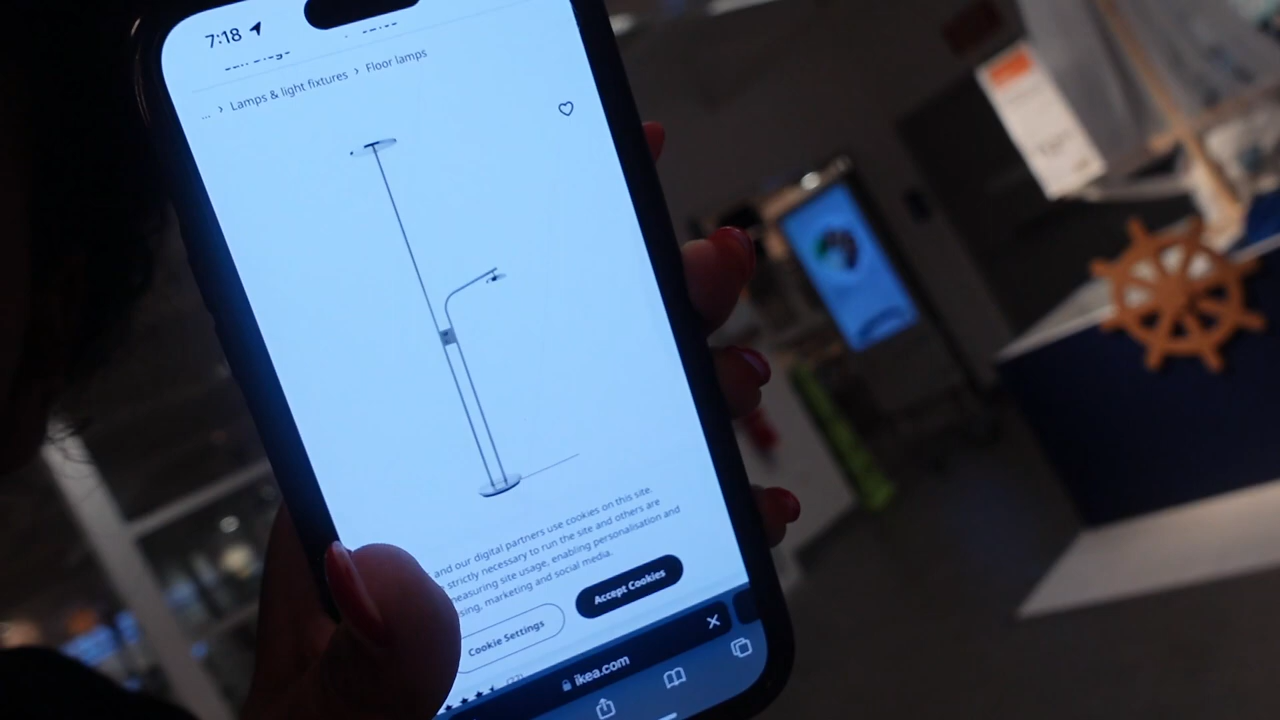 7:18
... › Lamps & light fixtures › Floor lamps
and our digital partners use cookies on this site.
strictly necessary to run the site and others are
measuring site usage, enabling personalisation and
sing, marketing and social media.
Accept Cookies
Cookie Settings
ikea.com